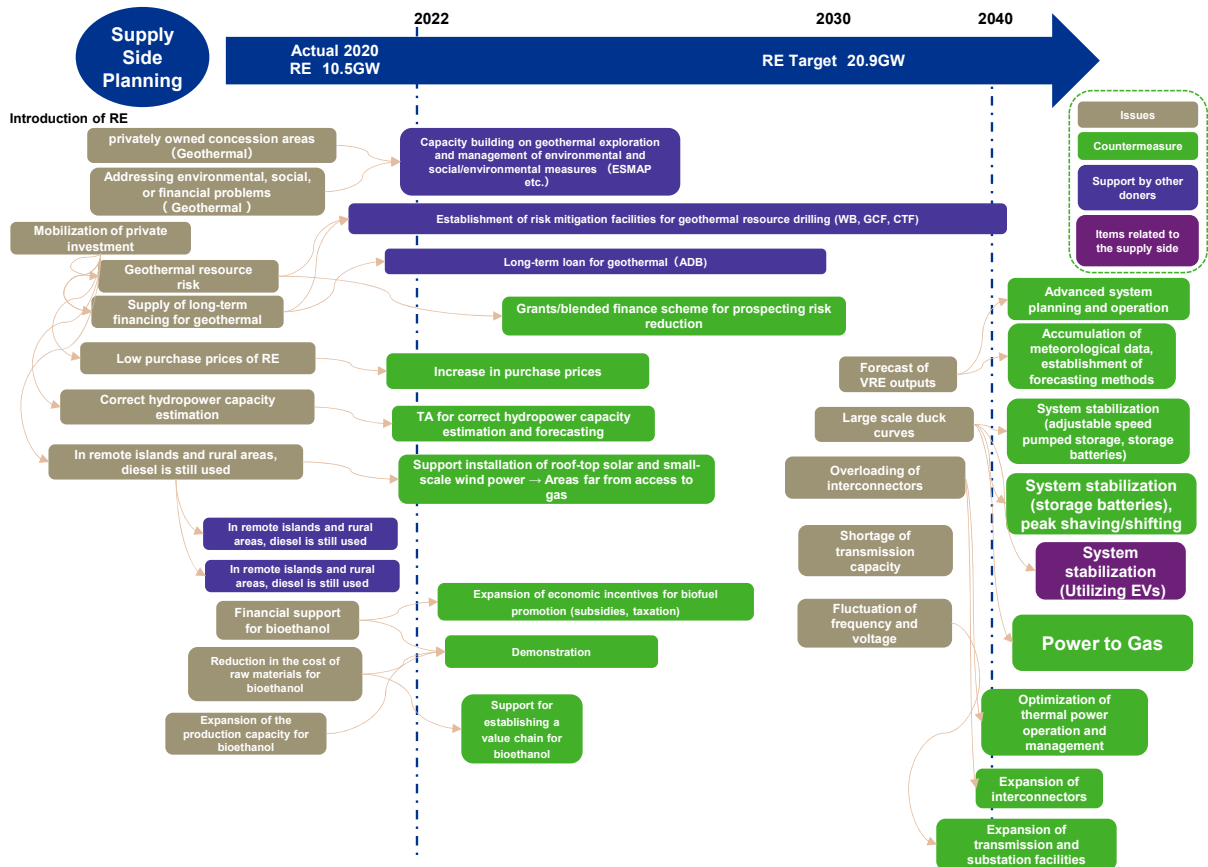 2022
2030
2040
Supply
Side
Planning
Actual 2020
RE 10.5GW
RE Target 20.9GW
Introduction of RE
Issues
Countermeasure
Support by other
donors
Items related to
the supply side
privately owned concession areas
（Geothermal）
Addressing environmental, social,
or financial problems
( Geothermal )
Mobilization of private
investment
Geothermal resource
risk
Supply of long-term
financing for geothermal
Low purchase prices of RE
Correct hydropower capacity
estimation
In remote islands and rural areas,
diesel is still used
In remote islands and rural
areas, diesel is still used
In remote islands and rural
areas, diesel is still used
Financial support
for bioethanol
Reduction in the cost of
raw materials for
bioethanol
Expansion of the
production capacity for
bioethanol
Capacity building on geothermal exploration
and management of environmental and
social/environmental measures （ESMAP
etc.）
Establishment of risk mitigation facilities for geothermal resource drilling (WB, GCF, CTF)
Long-term loan for geothermal（ADB）
Grants/blended finance scheme for prospecting risk
reduction
Increase in purchase prices
TA for correct hydropower capacity
estimation and forecasting
Support installation of roof-top solar and small-
scale wind power → Areas far from access to
gas
Expansion of economic incentives for biofuel
promotion (subsidies, taxation)
Demonstration
Support for
establishing a
value chain for
bioethanol
Forecast of
VRE outputs
Large scale duck
curves
Overloading of
interconnectors
Shortage of
transmission
capacity
Fluctuation of
frequency and
voltage
Advanced system
planning and operation
Accumulation of
meteorological data,
establishment of
forecasting methods
System stabilization
(adjustable speed
pumped storage, storage
batteries)
System stabilization
(storage batteries),
peak shaving/shifting
System
stabilization
(Utilizing EVs)
Power to Gas
Optimization of
thermal power
operation and
management
Expansion of
interconnectors
Expansion of
transmission and
substation facilities